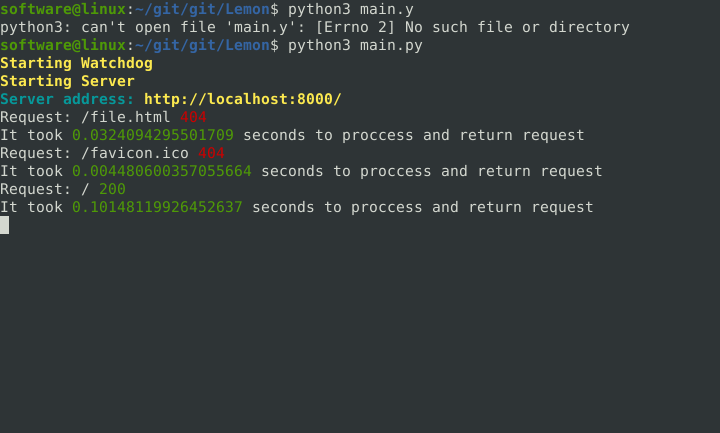 software@linux:~/git/git/Lemon$ python3 main.y
python3: can't open file 'main.y': [Errno 2] No such file or directory
software@linux:~/git/git/Lemon$ python3 main.py
Starting Watchdog
Starting Server
Server address: http://localhost:8000/
Request: /file.html 404
It took 0.0324094295501709 seconds to proccess and return request
Request: /favicon.ico 404
It took 0.004480600357055664 seconds to proccess and return request
Request: / 200
It took 0.10148119926452637 seconds to proccess and return request